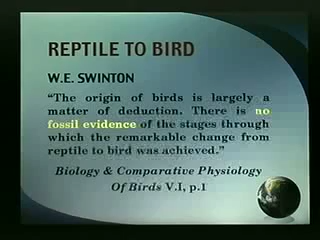 REPTILE TO BIRD
W.E. SWINTON
“The origin of birds is largely a
matter of deduction. There is no
fossil evidence of the stages through
which the remarkable change from
reptile to bird was achieved.”
Biology & Comparative Physiology
Of Birds V.I, p.1